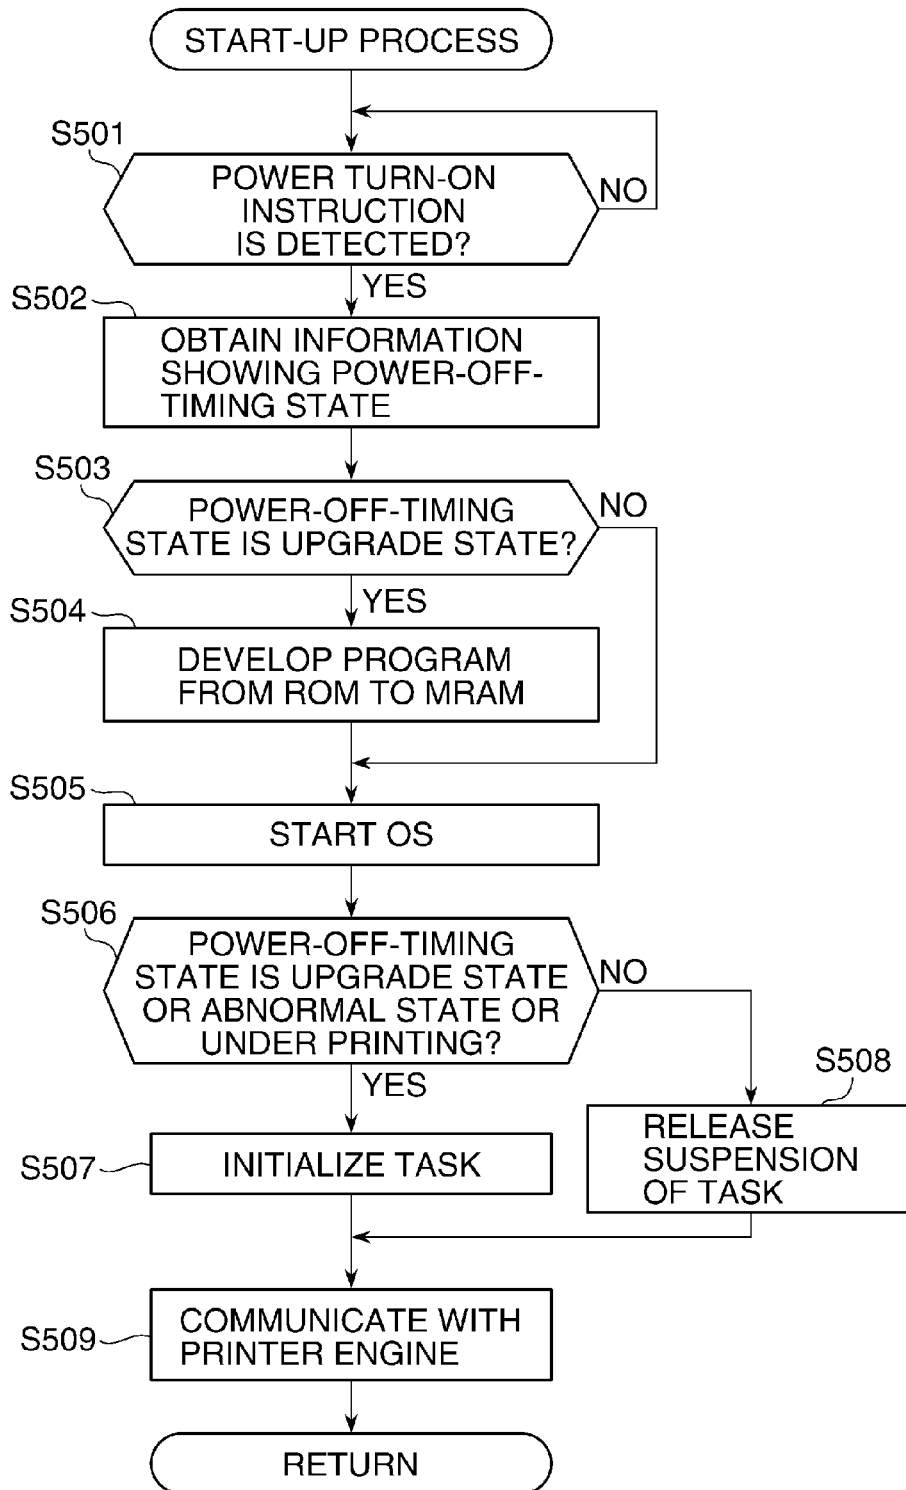 START-UP PROCESS
S501
POWER TURN-ON
INSTRUCTION
IS DETECTED?
NO
YES
S502
OBTAIN INFORMATION
SHOWING POWER-OFF-
TIMING STATE
S503
POWER-OFF-TIMING
STATE IS UPGRADE STATE?
NO
YES
S504
DEVELOP PROGRAM
FROM ROM TO MRAM
S505
START OS
S506
POWER-OFF-TIMING
STATE IS UPGRADE STATE
OR ABNORMAL STATE OR
UNDER PRINTING?
NO
YES
S508
RELEASE
SUSPENSION
OF TASK
S507
INITIALIZE TASK
S509
COMMUNICATE WITH
PRINTER ENGINE
RETURN